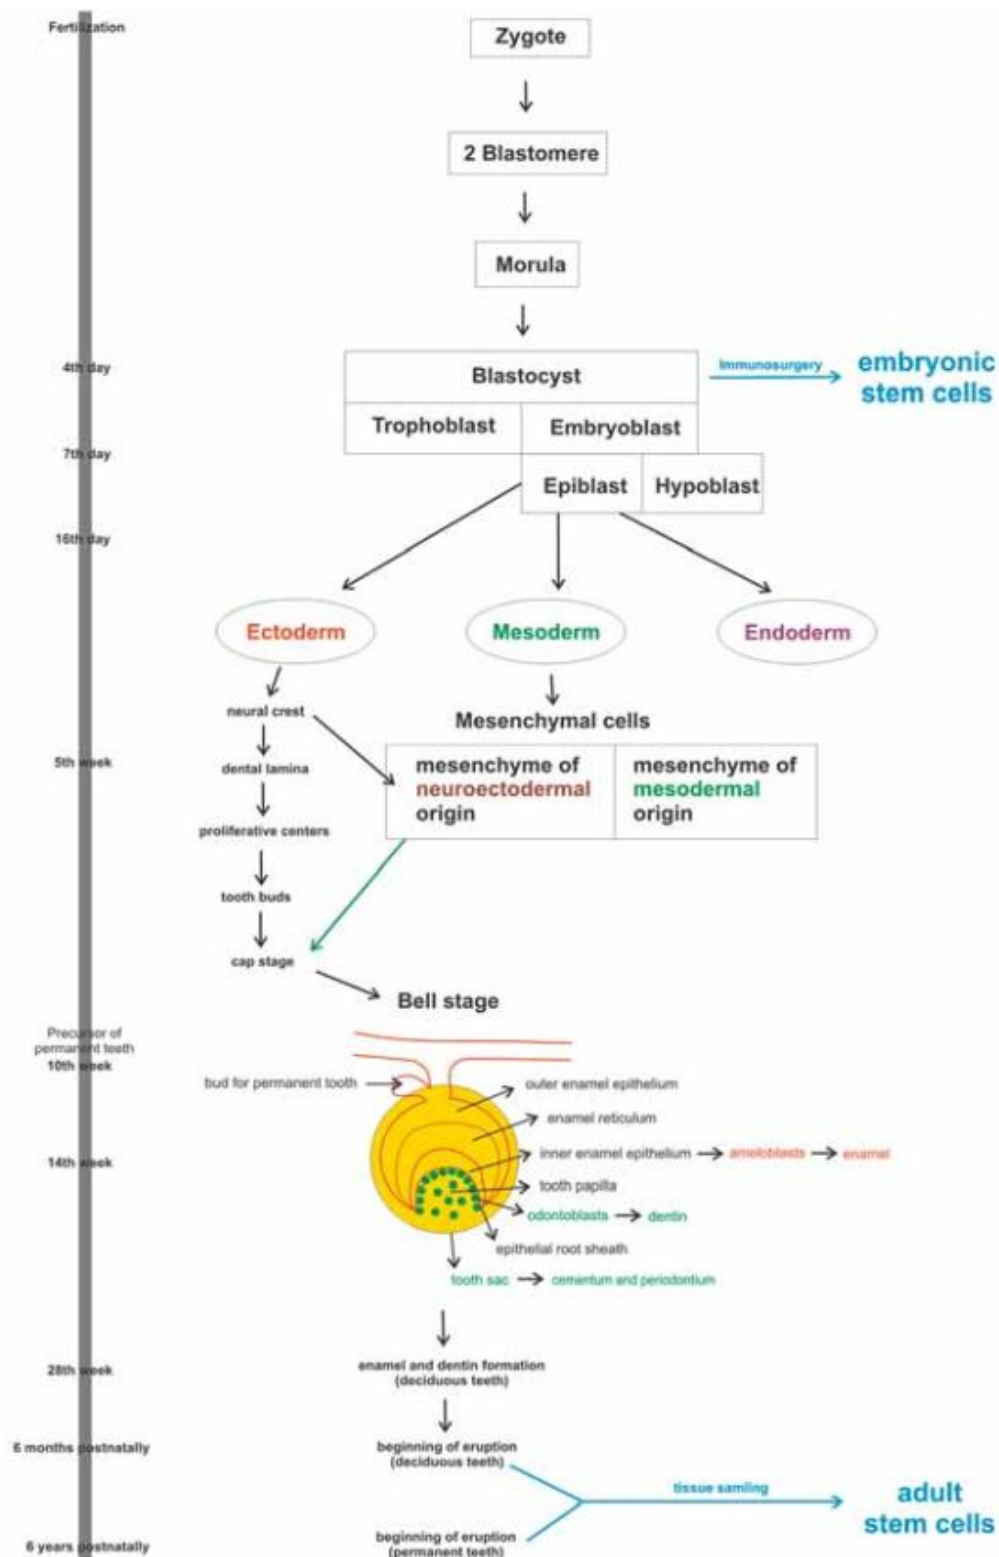 Fertilization
Zygote
2 Blastomere
Morula
4th day
Blastocyst
Immunosurgery
embryonic
stem cells
Trophoblast
Embryoblast
7th day
Epiblast
Hypoblast
16th day
Ectoderm
Mesoderm
Endoderm
neural crest
Mesenchymal cells
5th week
dental lamina
mesenchyme of
neuroectodermal
origin
mesenchyme of
mesodermal
origin
proliferative centers
tooth buds
cap stage
Bell stage
Precursor of
permanent teeth
10th week
bud for permanent tooth
outer enamel epithelium
enamel reticulum
14th week
inner enamel epithelium
ameloblasts
enamel
tooth papilla
odontoblasts
dentin
epithelial root sheath
tooth sac
cementum and periodontium
28th week
enamel and dentin formation
(deciduous teeth)
6 months postnatally
beginning of eruption
(deciduous teeth)
tissue samling
adult
stem cells
6 years postnatally
beginning of eruption
(permanent teeth)